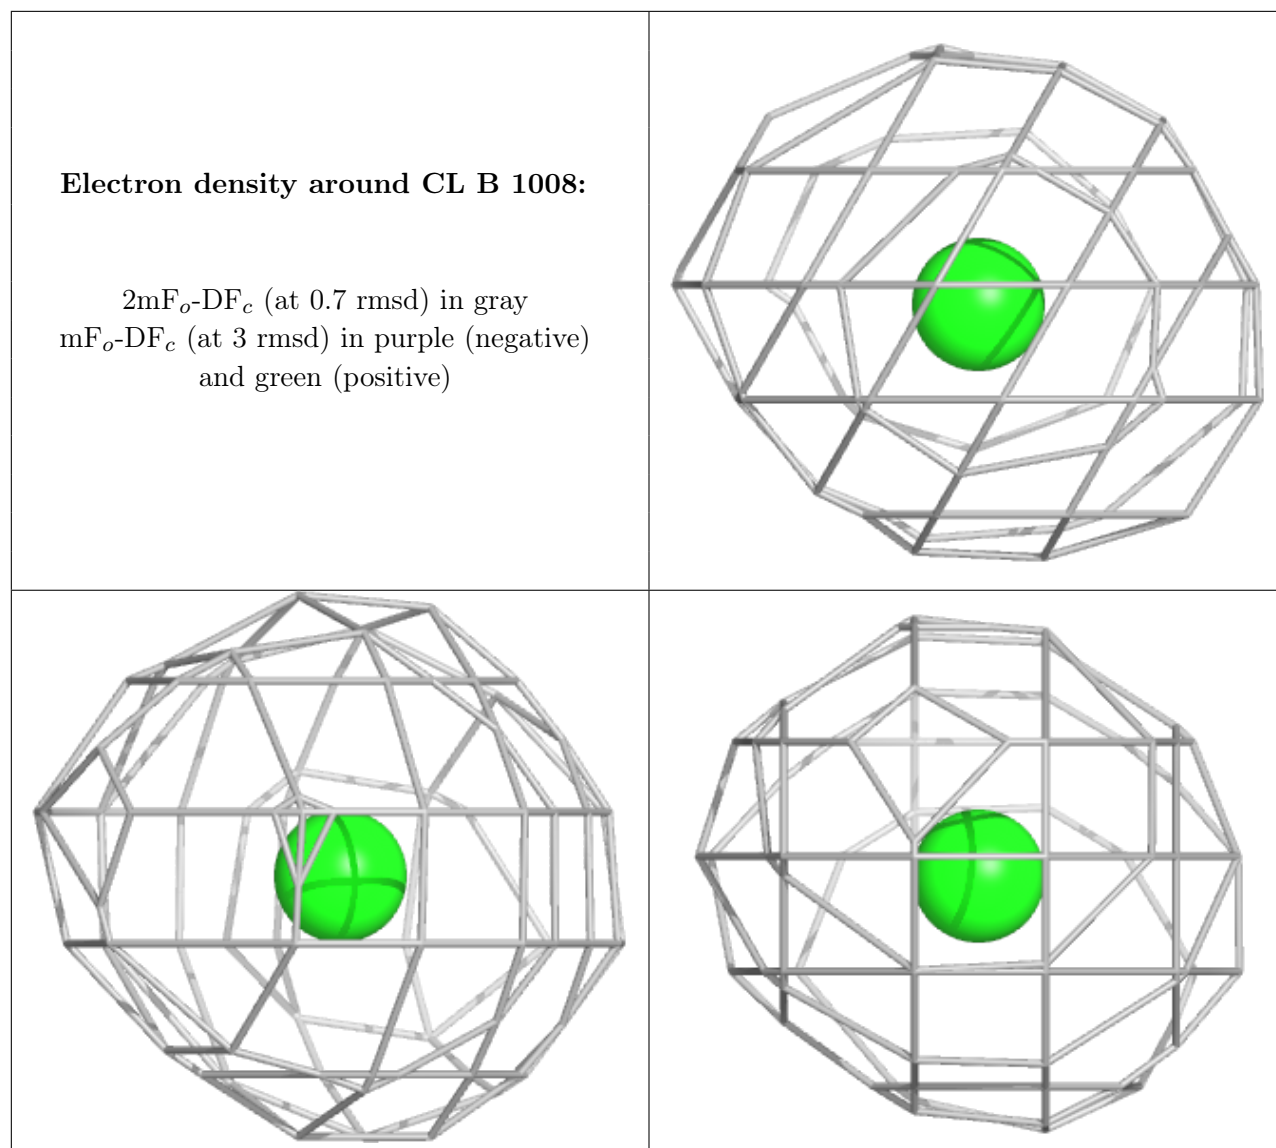 Electron density around CL B 1008:
2mFo-DFc (at 0.7 rmsd) in gray
mFo-DFc (at 3 rmsd) in purple (negative)
and green (positive)